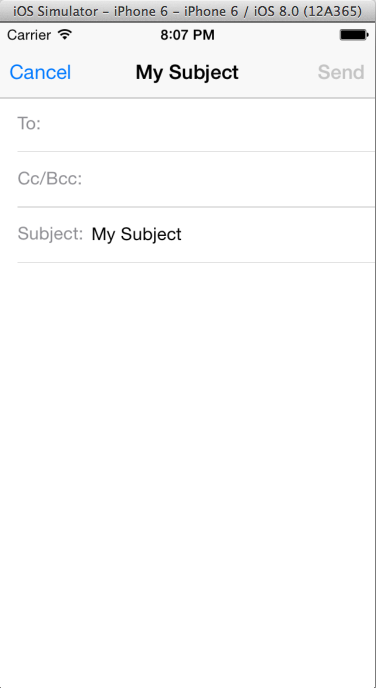 iOS Simulator – iPhone 6 – iPhone 6 / iOS 8.0 (12A365)
Carrier 8:07 PM
Cancel My Subject Send
To:
Cc/Bcc:
Subject: My Subject